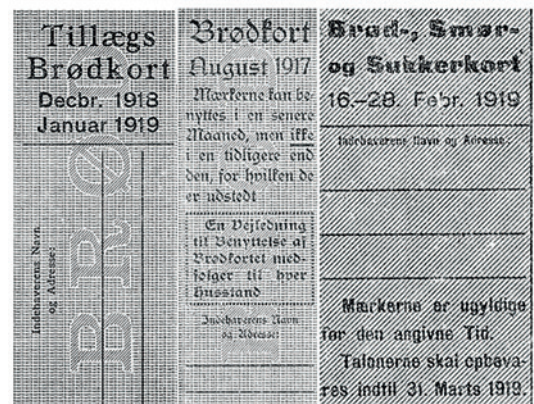 Tillægs
Brødkort
Decbr. 1918
Januar 1919
Indehaverens Navn
og Adresse:
BRØ
Brødkort
August 1917
Mærkerne kan be-
nyttes i en senere
Maaned, men ikke
i en tidligere end
den, for hvilken de
er udstedt
En Vejledning
til Benyttelse af
Brødkortet med-
følger til hver
Husstand
Indehaverens Navn
og Adresse:
Brød-, Smør-
og Sukkerkort
16.-28. Febr. 1919
Indehaverens Navn og Adresse:
Mærkerne er ugyldige
før den angivne Tid.
Talonerne skal opbeva-
res indtil 31. Marts 1919.